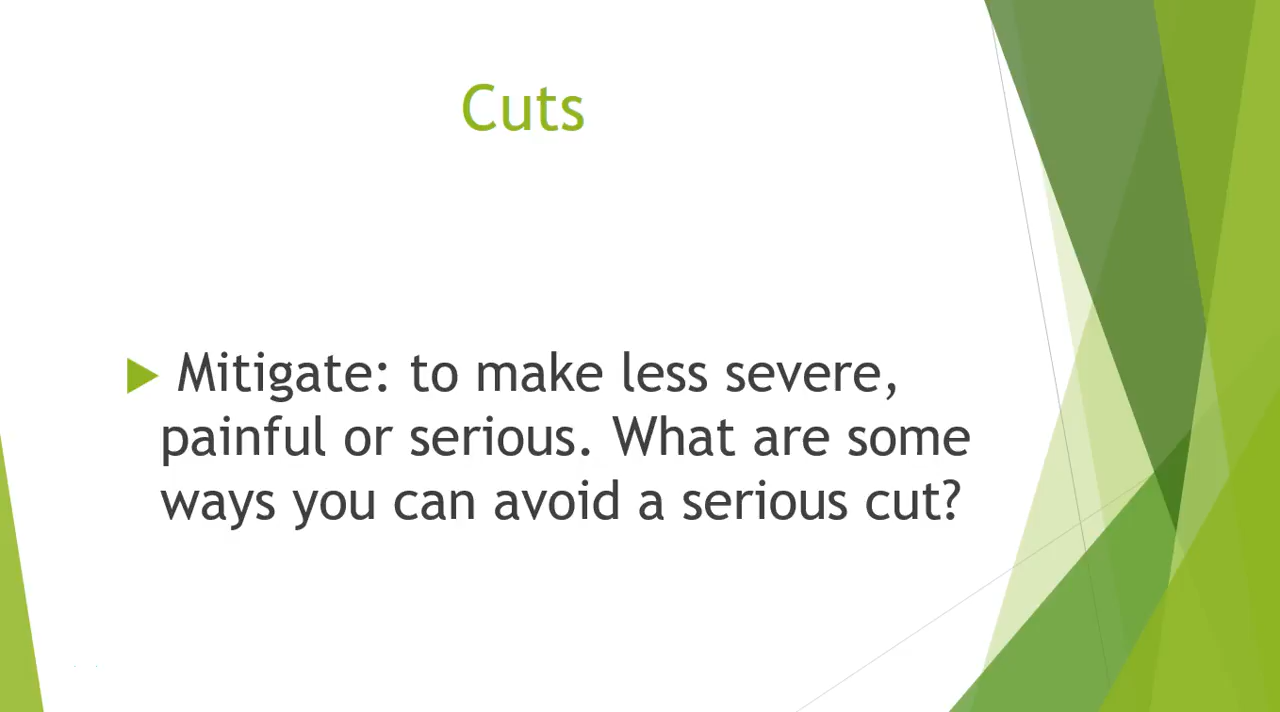 Cuts
Mitigate: to make less severe,
painful or serious. What are some
ways you can avoid a serious cut?